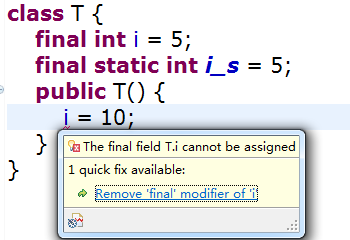 class T {
final int i = 5;
final static int i_s = 5;
public T() {
i = 10;
}
The final field T.i cannot be assigned
1 quick fix available:
Remove 'final' modifier of 'i'
}